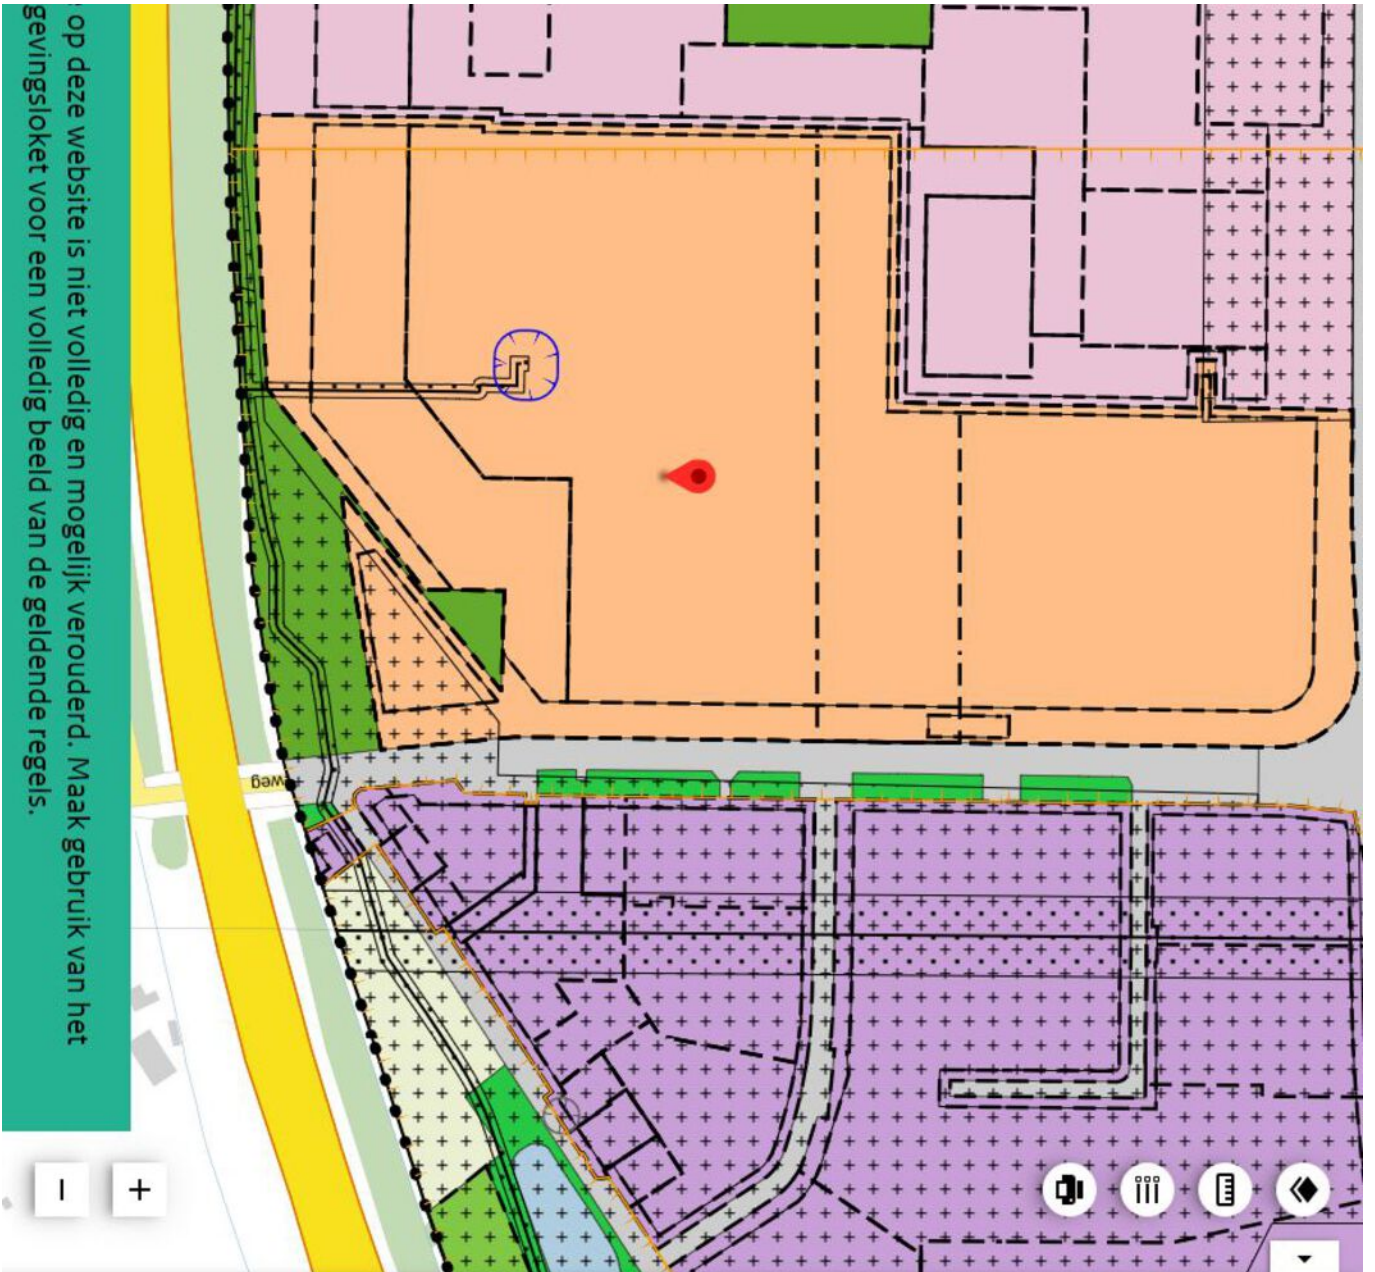 op deze website is niet volledig en mogelijk verouderd. Maak gebruik van het
gevingsloket voor een volledig beeld van de geldende regels.
weg